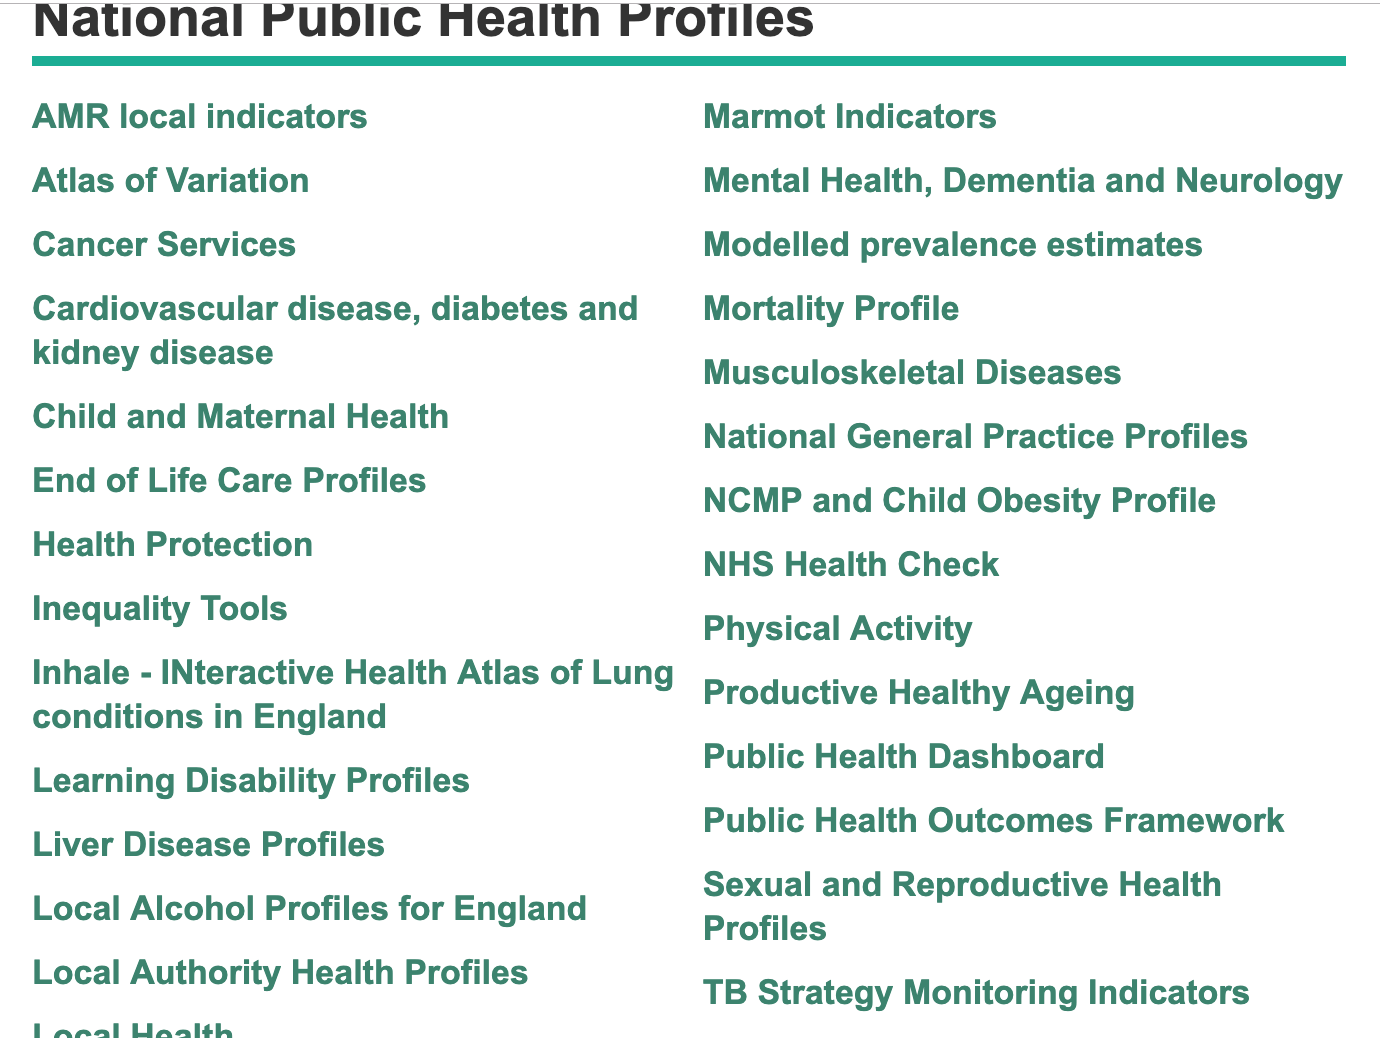 National Public Health Profiles
AMR local indicators
Atlas of Variation
Cancer Services
Cardiovascular disease, diabetes and
kidney disease
Child and Maternal Health
End of Life Care Profiles
Health Protection
Inequality Tools
Inhale - INteractive Health Atlas of Lung
conditions in England
Learning Disability Profiles
Liver Disease Profiles
Local Alcohol Profiles for England
Local Authority Health Profiles
Local Health
Marmot Indicators
Mental Health, Dementia and Neurology
Modelled prevalence estimates
Mortality Profile
Musculoskeletal Diseases
National General Practice Profiles
NCMP and Child Obesity Profile
NHS Health Check
Physical Activity
Productive Healthy Ageing
Public Health Dashboard
Public Health Outcomes Framework
Sexual and Reproductive Health
Profiles
TB Strategy Monitoring Indicators